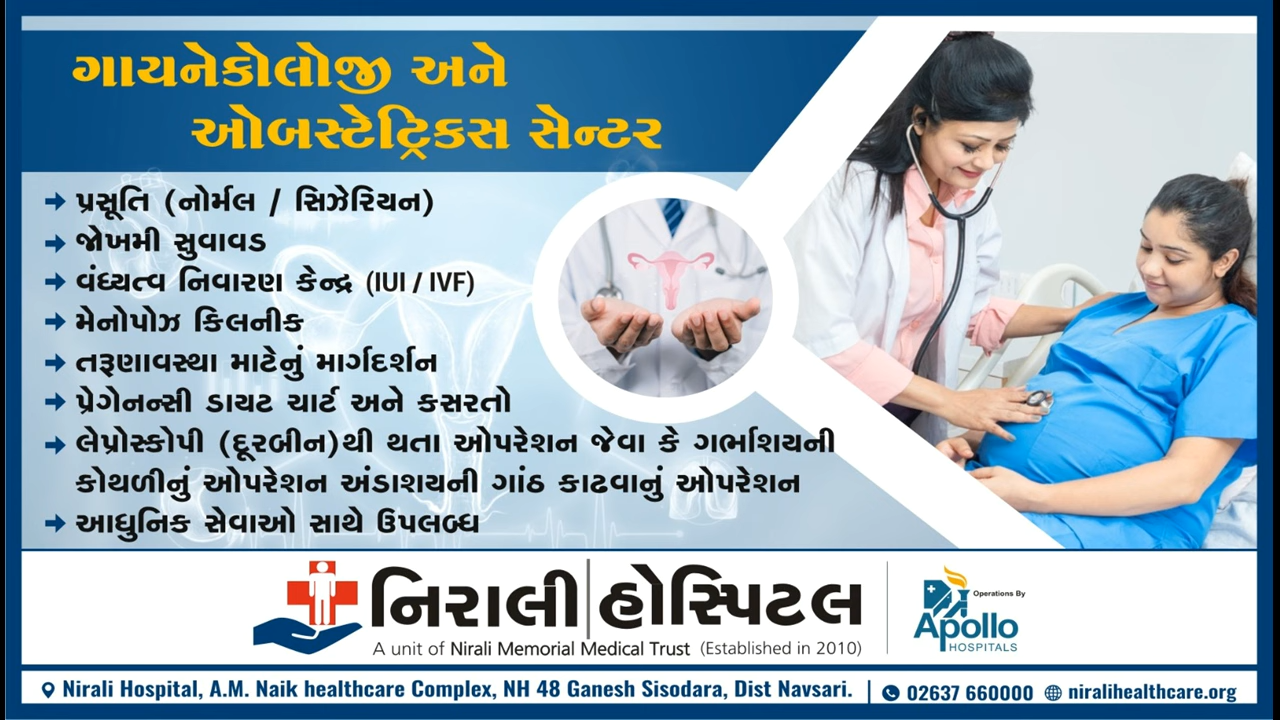 ગાયનેકોલોજી અને
ઓબસ્ટેટ્રિકસ સેન્ટર
પ્રસૂતિ (નોર્મલ / સિઝેરિયન)
જોખમી સુવાવડ
વંધ્યત્વ નિવારણ કેન્દ્ર (IUI / IVF)
મેનોપોઝ કિલનીક
તરૂણાવસ્થા માટેનું માર્ગદર્શન
પ્રેગેનન્સી ડાયટ ચાર્ટ અને કસરતો
લેપ્રોસ્કોપી (દૂરબીન)થી થતા ઓપરેશન જેવા કે ગર્ભાશયની
કોથળીનું ઓપરેશન અંડાશયની ગાંઠ કાઢવાનું ઓપરેશન
આધુનિક સેવાઓ સાથે ઉપલબ્ધ
નિરાલી હોસ્પિટલ
A unit of Nirali Memorial Medical Trust (Established in 2010)
Operations By
Apollo
HOSPITALS
Nirali Hospital, A.M. Naik healthcare Complex, NH 48 Ganesh Sisodara, Dist Navsari. | 02637 660000 niralihealthcare.org